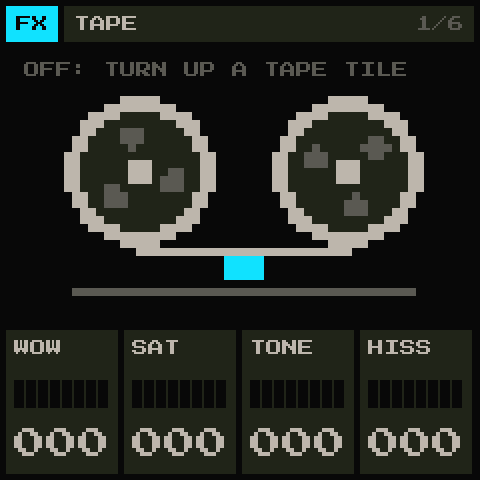 FX TAPE 1/6
OFF: TURN UP A TAPE TILE
WOW SAT TONE HISS
000 000 000 000